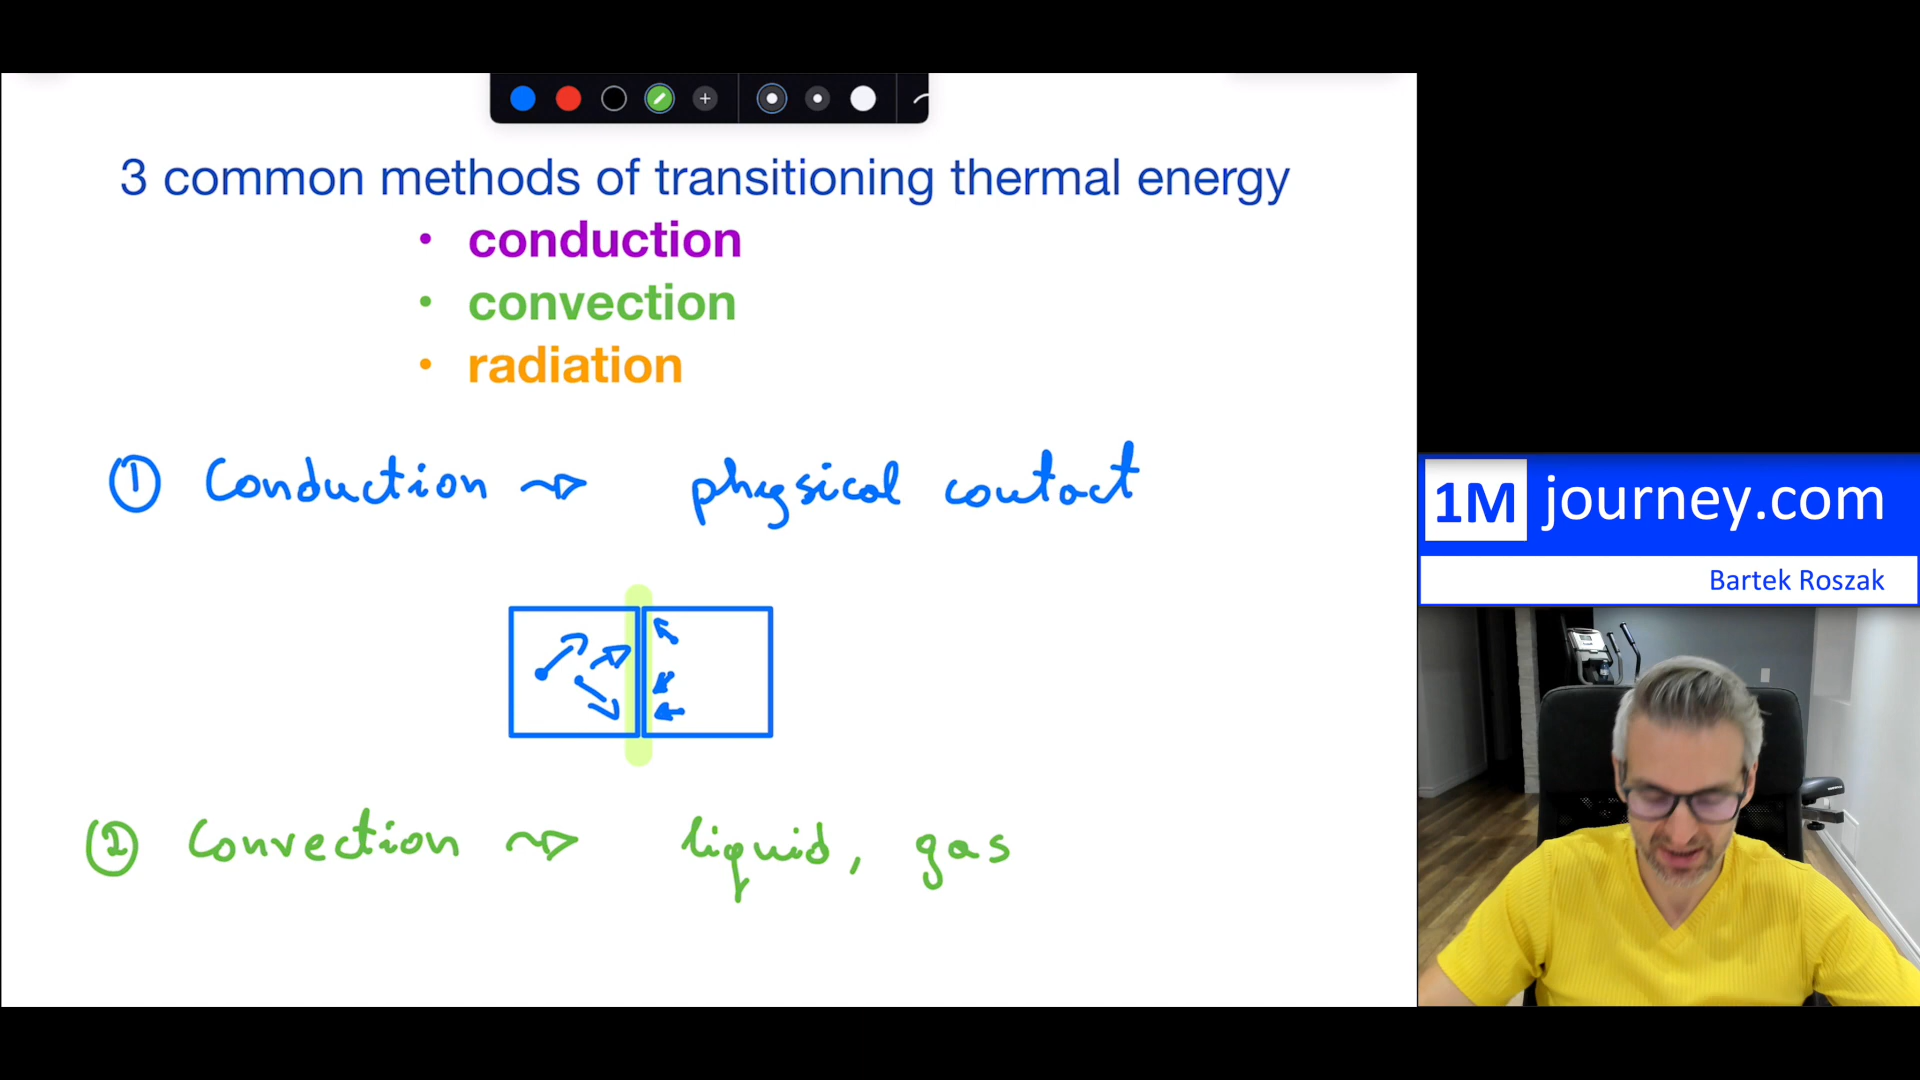 3 common methods of transitioning thermal energy
• conduction
• convection
• radiation
① Conduction ⇝ physical contact
② Convection ⇝ liquid, gas
1M journey.com
Bartek Roszak